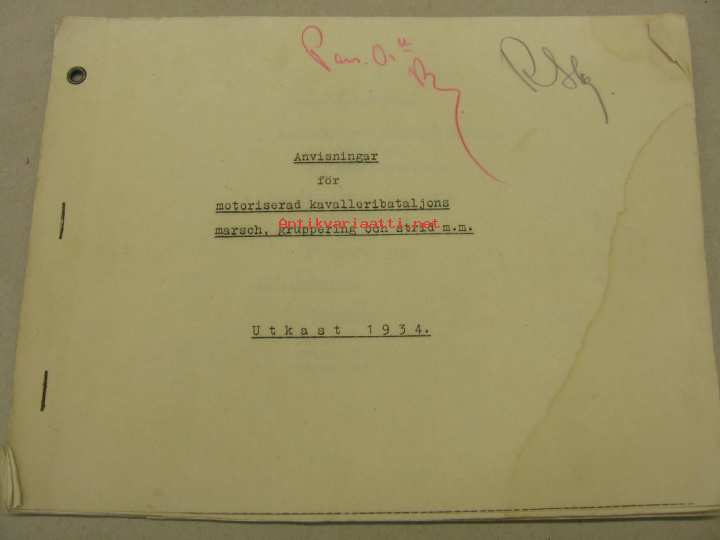 Anvisningar
för
motoriserad kavalleribataljons
Antikvariaatti.net
marsch, gruppering och strid m.m.
Utkast 1934.